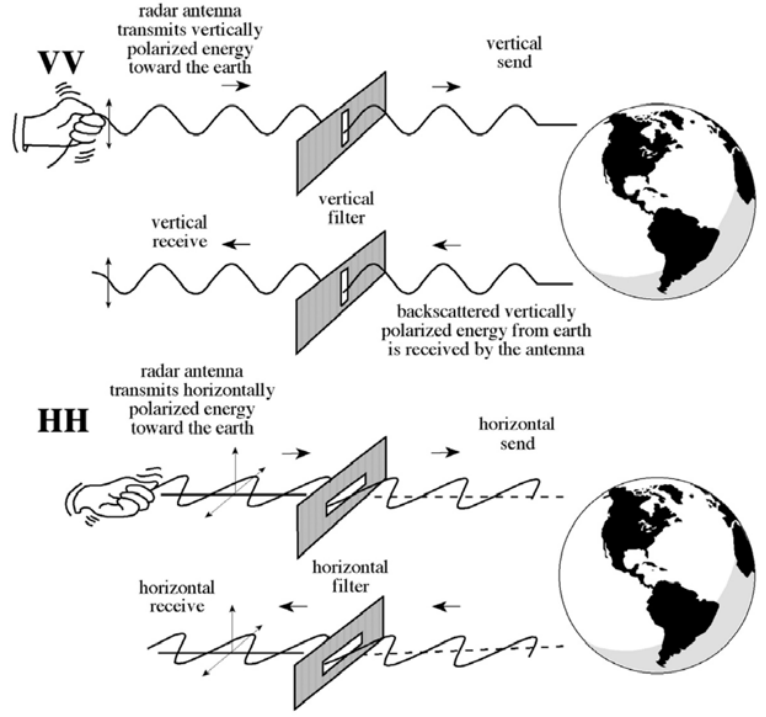 VV
radar antenna
transmits vertically
polarized energy
toward the earth
vertical
send
vertical
filter
vertical
receive
backscattered vertically
polarized energy from earth
is received by the antenna
HH
radar antenna
transmits horizontally
polarized energy
toward the earth
horizontal
send
horizontal
filter
horizontal
receive